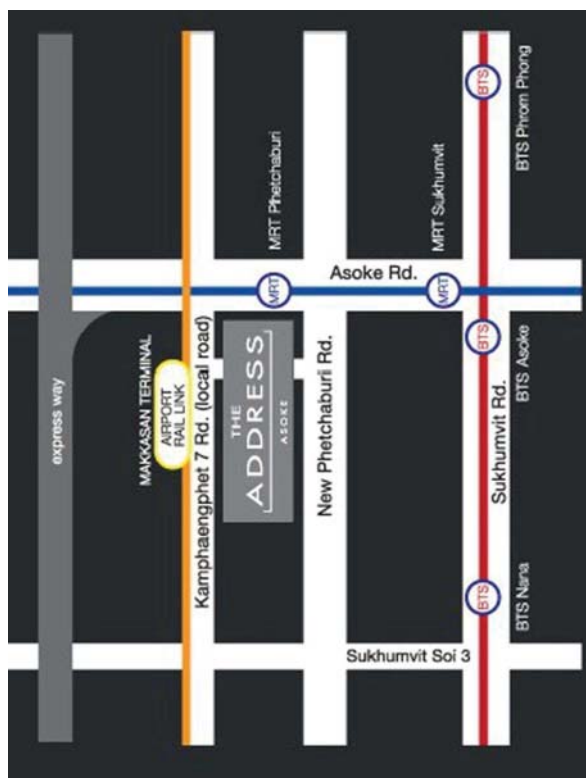 express way
MAKKASAN TERMINAL
AIRPORT
RAIL LINK
Kamphaengphet 7 Rd. (local road)
THE
ADDRESS
ASOKE
MRT Plhetchaburi
MRT
New Phetchaburii Rd.
Asoke Rd.
MRT Sukhumvit
MRT
Sukhumvit Soi 3
Sukhumvit Rd.
BTS
BTS Phrom Phong
BTS
BTS Asoke
BTS
BTS Nana